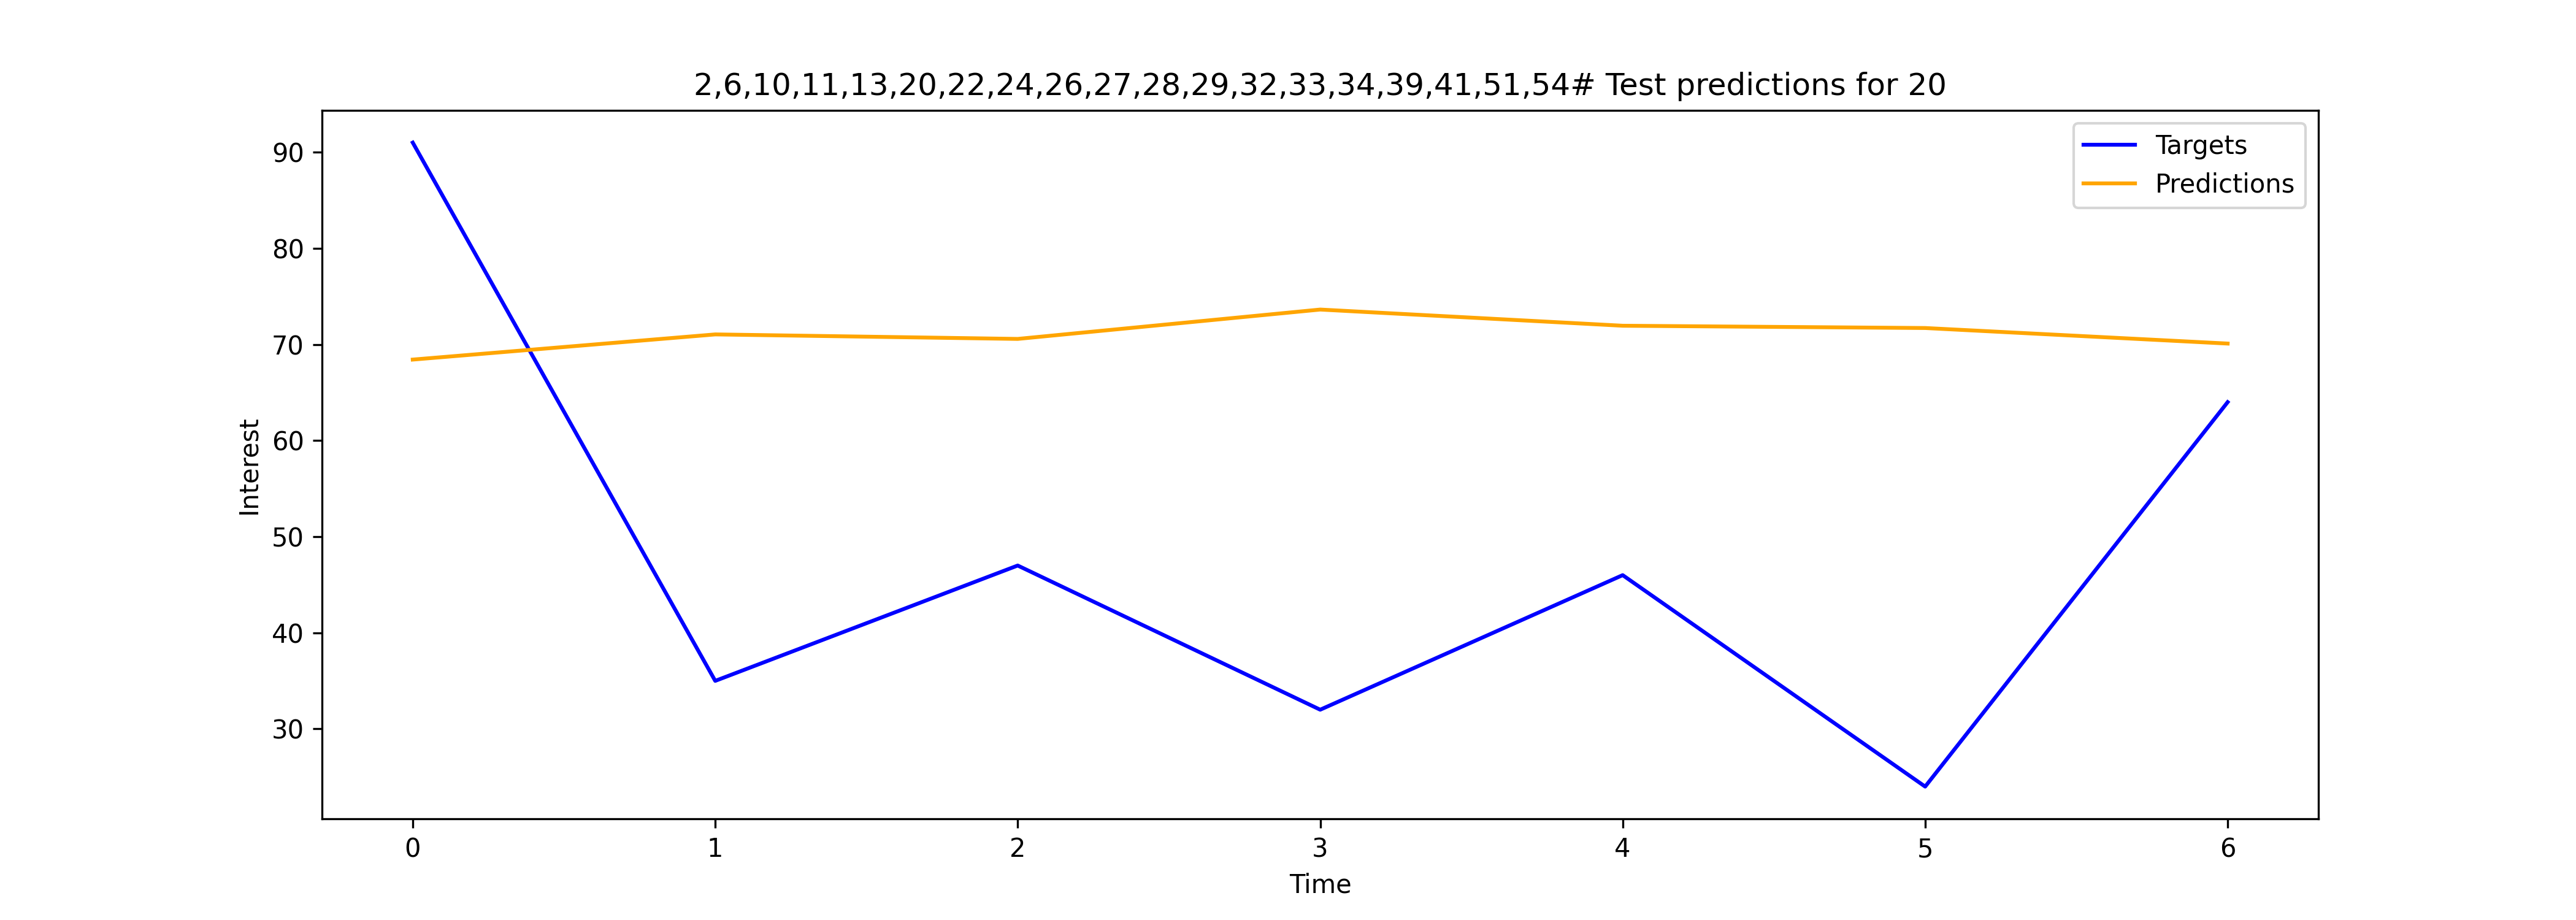 2,6,10,11,13,20,22,24,26,27,28,29,32,33,34,39,41,51,54# Test predictions for 20
Targets
Predictions
90
80
70
60
50
40
30
Interest
0 1 2 3 4 5 6
Time